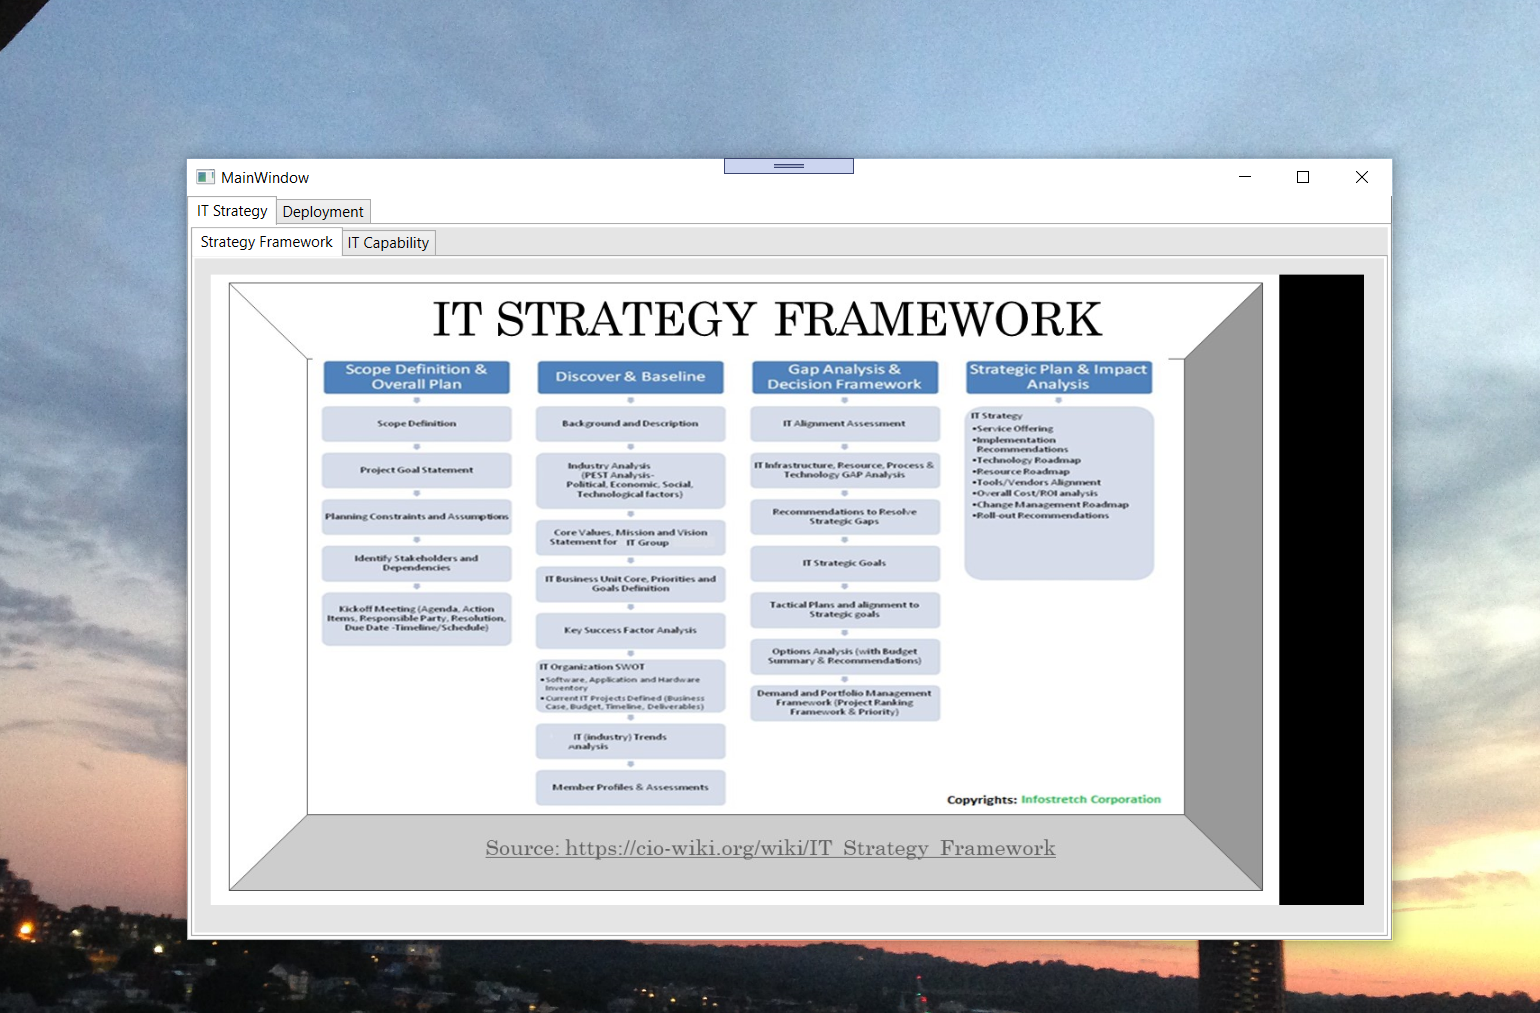 MainWindow
IT Strategy
Deployment
Strategy Framework
IT Capability
IT STRATEGY FRAMEWORK
Scope Definition &
Overall Plan
Scope Definition
Project Goal Statement
Planning Constraints and Assumptions
Identify Stakeholders and
Dependencies
Kickoff Meeting (Agenda, Action
Items, Responsible Party, Resolution,
Due Date -Timeline/Schedule)
Discover & Baseline
Background and Description
Industry Analysis
(PEST Analysis-
Political, Economic, Social,
Technological factors)
Core Values, Mission and Vision
Statement for IT Group
IT Business Unit Core, Priorities and
Goals Definition
Key Success Factor Analysis
IT Organization SWOT
•Software, Application and Hardware
Inventory
•Current IT Projects Defined (Business
Case, Budget, Timeline, Deliverables)
IT (industry) Trends
Analysis
Member Profiles & Assessments
Gap Analysis &
Decision Framework
IT Alignment Assessment
IT Infrastructure, Resource, Process &
Technology GAP Analysis
Recommendations to Resolve
Strategic Gaps
IT Strategic Goals
Tactical Plans and alignment to
Strategic goals
Options Analysis (with Budget
Summary & Recommendations)
Demand and Portfolio Management
Framework (Project Ranking
Framework & Priority)
Strategic Plan & Impact
Analysis
IT Strategy
•Service Offering
•Implementation
Recommendations
•Technology Roadmap
•Resource Roadmap
•Tools/Vendors Alignment
•Overall Cost/ROI analysis
•Change Management Roadmap
•Roll-out Recommendations
Copyrights: Infostretch Corporation
Source: https://cio-wiki.org/wiki/IT_Strategy_Framework